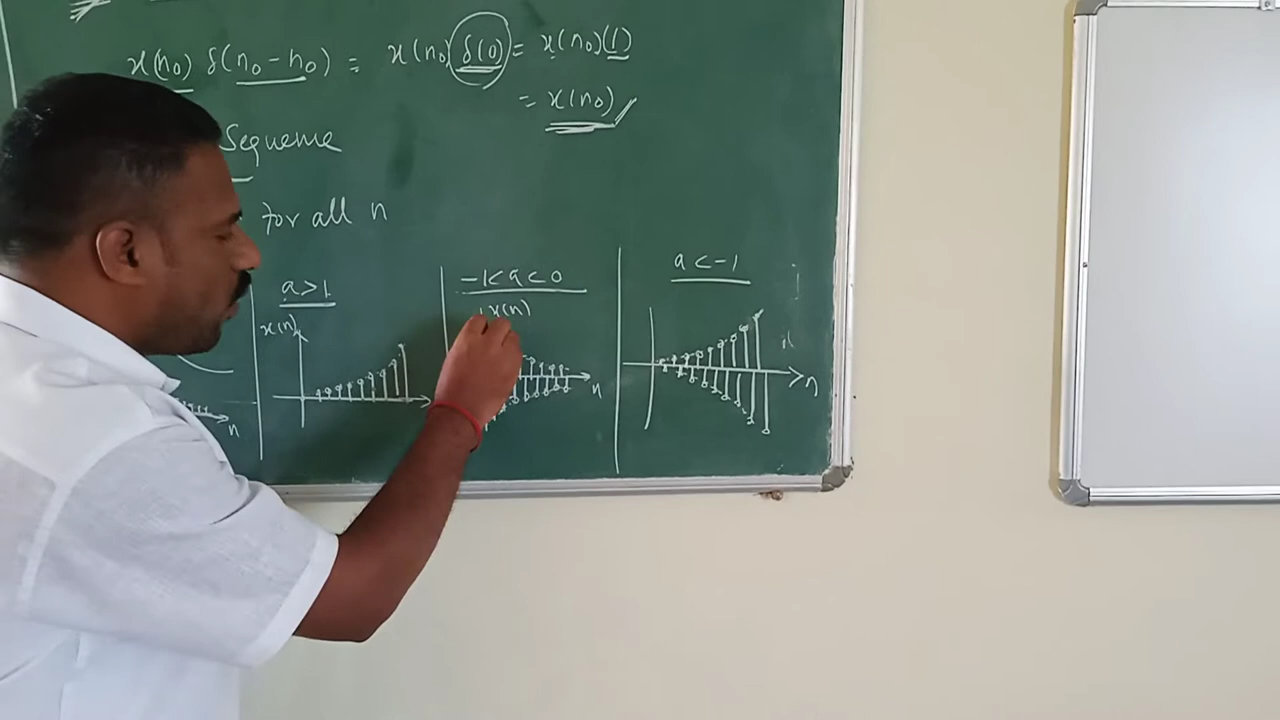 x(n₀) δ(n₀-n₀) = x(n₀) δ(0) = x(n₀)(1)
= x(n₀)
Sequence
for all n
a>1
-1<a<0
a<-1
x(n)
x(n)
n
n
n